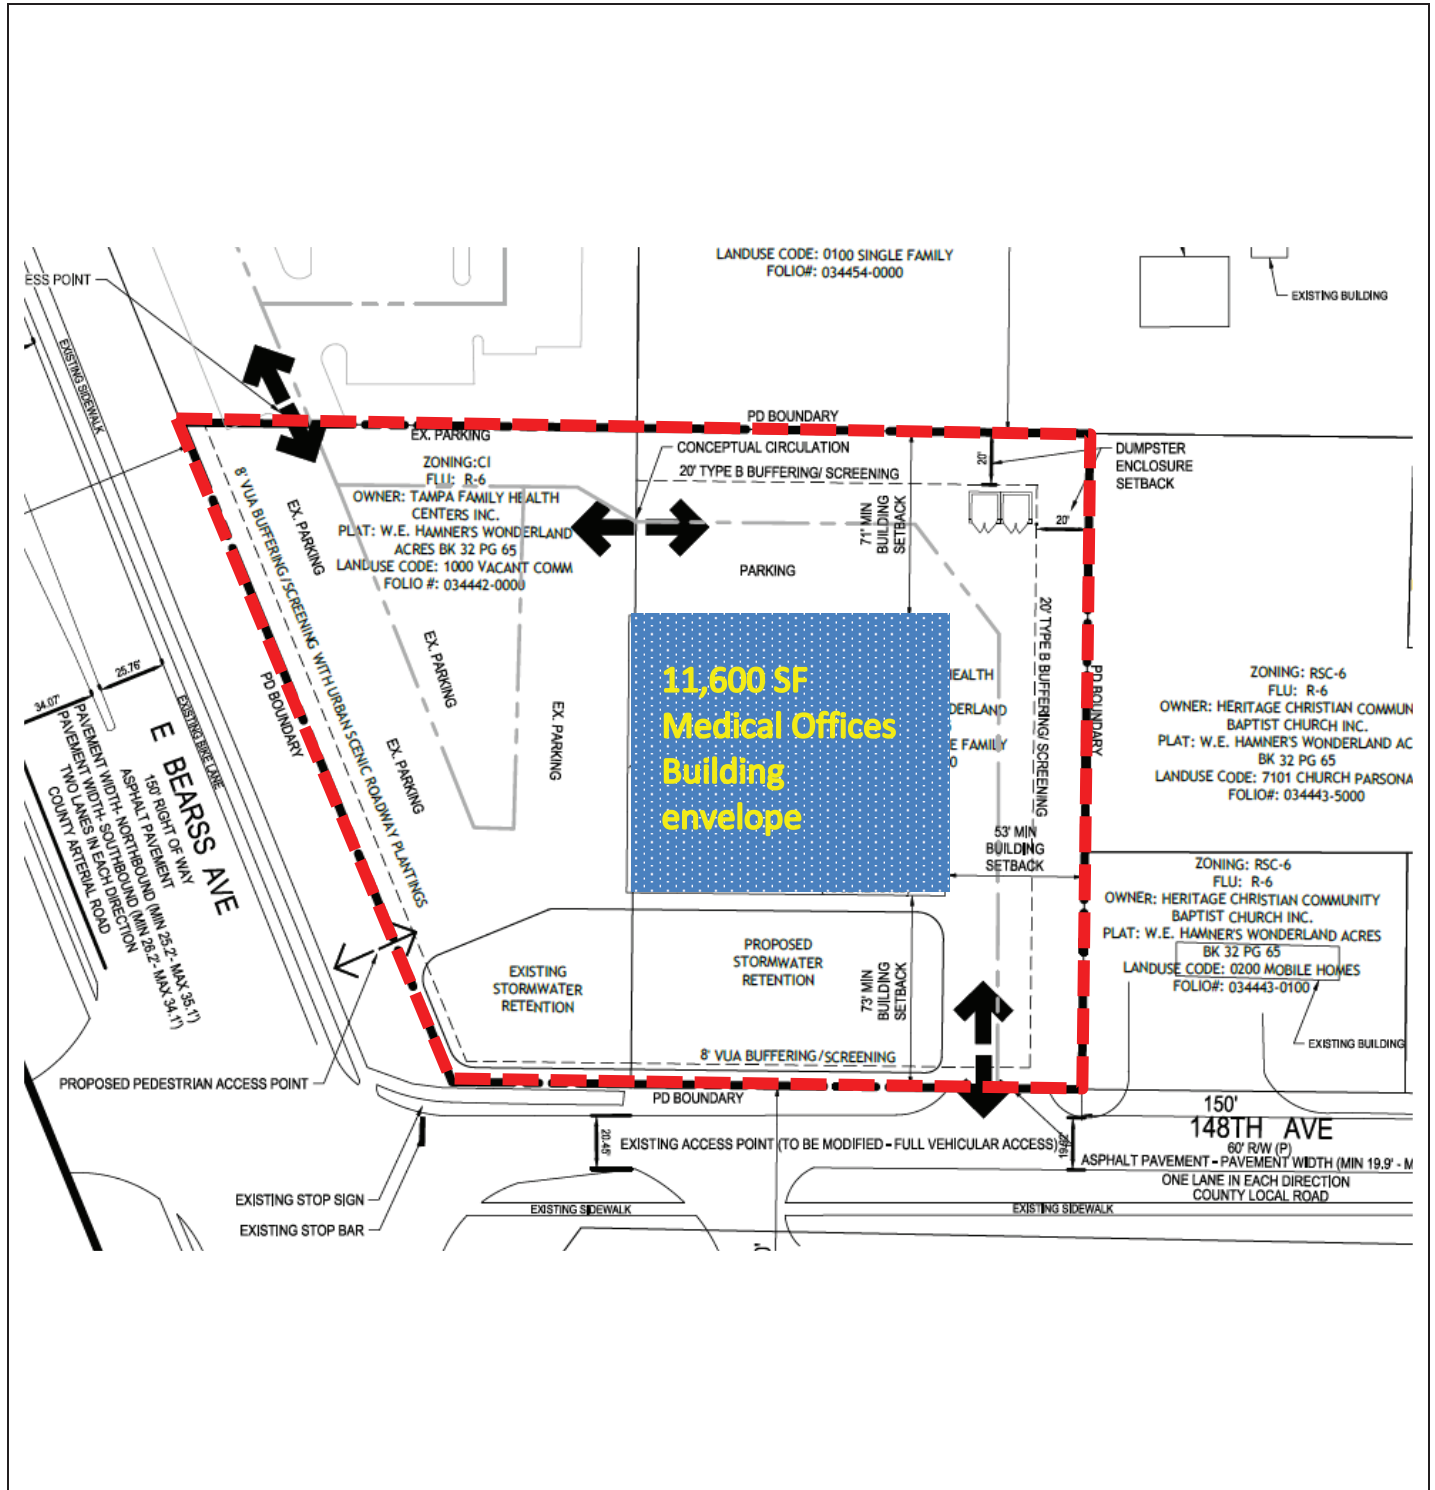 LANDUSE CODE: 0100 SINGLE FAMILY
FOLIO#: 034454-0000
ESS POINT
EXISTING BUILDING
EXISTING SIDEWALK
PD BOUNDARY
EX. PARKING
CONCEPTUAL CIRCULATION
DUMPSTER
ENCLOSURE
SETBACK
20'
20' TYPE B BUFFERING/ SCREENING
ZONING:CI
FLU: R-6
OWNER: TAMPA FAMILY HEALTH
CENTERS INC.
PLAT: W.E. HAMNER'S WONDERLAND
ACRES BK 32 PG 65
LANDUSE CODE: 1000 VACANT COMM
FOLIO #: 034442-0000
8' VUA BUFFERING/SCREENING WITH URBAN SCENIC ROADWAY PLANTINGS
EX. PARKING
71' MIN
BUILDING
SETBACK
20'
PARKING
20' TYPE B BUFFERING/ SCREENING
EX. PARKING
11,600 SF
Medical Offices
Building
envelope
EALTH
DERLAND
E FAMILY
0
PD BOUNDARY
ZONING: RSC-6
FLU: R-6
OWNER: HERITAGE CHRISTIAN COMMUN
BAPTIST CHURCH INC.
PLAT: W.E. HAMNER'S WONDERLAND AC
BK 32 PG 65
LANDUSE CODE: 7101 CHURCH PARSONA
FOLIO#: 034443-5000
25.76'
34.07'
PD BOUNDARY
EX. PARKING
EX. PARKING
EXISTING BIKE LANE
E BEARSS AVE
150' RIGHT OF WAY
ASPHALT PAVEMENT
PAVEMENT WIDTH- NORTHBOUND (MIN 25.2'- MAX 35.1')
PAVEMENT WIDTH- SOUTHBOUND (MIN 26.2'- MAX 34.1')
TWO LANES IN EACH DIRECTION
COUNTY ARTERIAL ROAD
53' MIN
BUILDING
SETBACK
ZONING: RSC-6
FLU: R-6
OWNER: HERITAGE CHRISTIAN COMMUNITY
BAPTIST CHURCH INC.
PLAT: W.E. HAMNER'S WONDERLAND ACRES
BK 32 PG 65
LANDUSE CODE: 0200 MOBILE HOMES
FOLIO#: 034443-0100
EXISTING
STORMWATER
RETENTION
PROPOSED
STORMWATER
RETENTION
73' MIN
BUILDING
SETBACK
EXISTING BUILDING
8' VUA BUFFERING/SCREENING
PROPOSED PEDESTRIAN ACCESS POINT
PD BOUNDARY
150'
148TH AVE
60' R/W (P)
ASPHALT PAVEMENT - PAVEMENT WIDTH (MIN 19.9' - M
ONE LANE IN EACH DIRECTION
COUNTY LOCAL ROAD
20.45'
EXISTING ACCESS POINT (TO BE MODIFIED - FULL VEHICULAR ACCESS)
EXISTING STOP SIGN
EXISTING STOP BAR
EXISTING SIDEWALK
EXISTING SIDEWALK